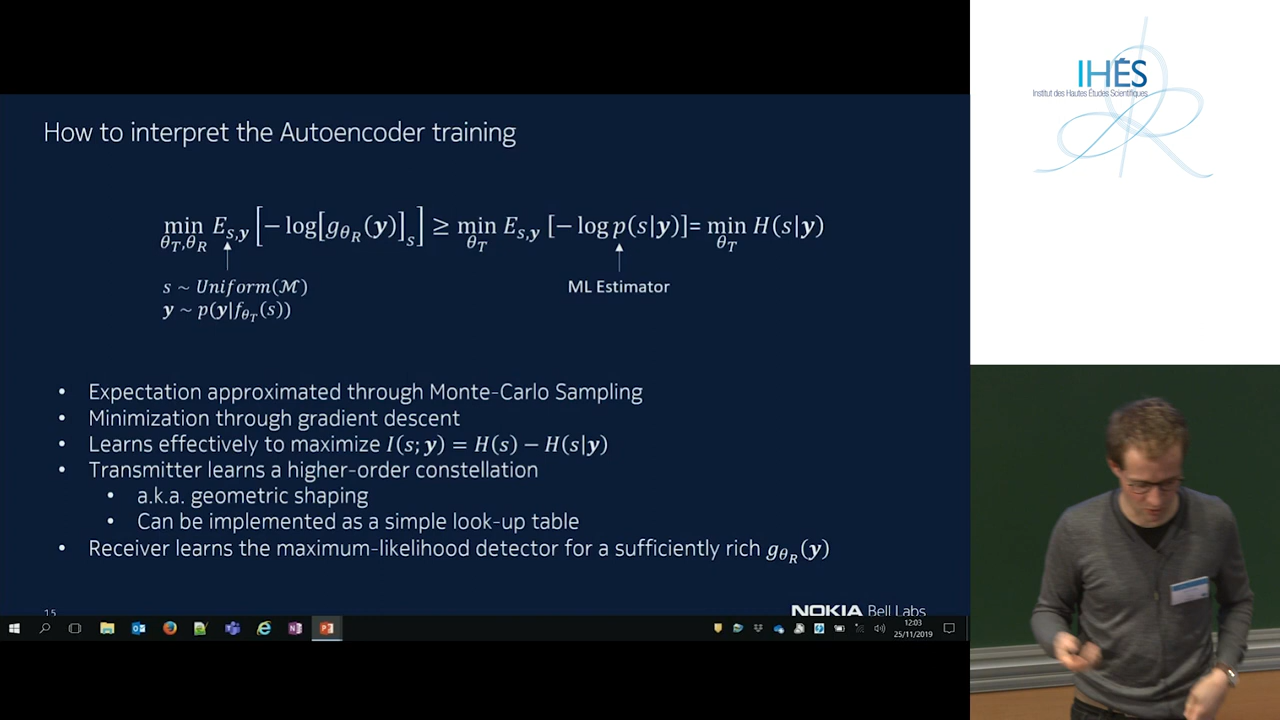 IHÉS
Institut des Hautes Études Scientifiques
How to interpret the Autoencoder training
min_{θ_T,θ_R} E_{s,y} [−log[g_{θ_R}(y)]_s] ≥ min_{θ_T} E_{s,y} [−log p(s|y)]= min_{θ_T} H(s|y)
s ~ Uniform(ℳ)
ML Estimator
y ~ p(y|f_{θ_T}(s))
• Expectation approximated through Monte-Carlo Sampling
• Minimization through gradient descent
• Learns effectively to maximize I(s; y) = H(s) − H(s|y)
• Transmitter learns a higher-order constellation
• a.k.a. geometric shaping
• Can be implemented as a simple look-up table
• Receiver learns the maximum-likelihood detector for a sufficiently rich g_{θ_R}(y)
15
NOKIA Bell Labs
12:03
25/11/2019